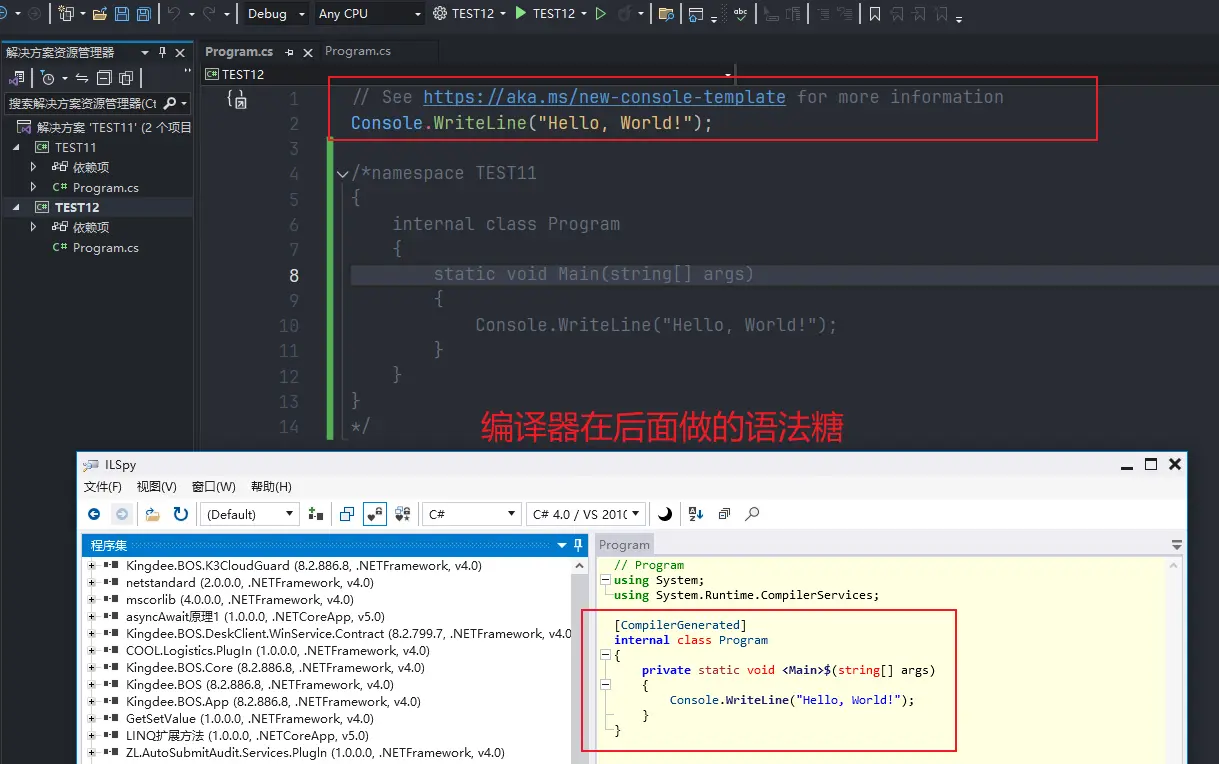 Debug
Any CPU
TEST12
TEST12
解决方案资源管理器
Program.cs
Program.cs
TEST12
搜索解决方案资源管理器(Ct
解决方案 'TEST11' (2 个项目
TEST11
依赖项
C# Program.cs
TEST12
依赖项
C# Program.cs
1 // See https://aka.ms/new-console-template for more information
2 Console.WriteLine("Hello, World!");
3
4 /*namespace TEST11
5 {
6 internal class Program
7 {
8 static void Main(string[] args)
9 {
10 Console.WriteLine("Hello, World!");
11 }
12 }
13 }
14 */
编译器在后面做的语法糖
ILSpy
文件(F) 视图(V) 窗口(W) 帮助(H)
(Default) C# C# 4.0 / VS 2010
程序集
Kingdee.BOS.K3CloudGuard (8.2.886.8, .NETFramework, v4.0)
netstandard (2.0.0.0, .NETFramework, v4.0)
mscorlib (4.0.0.0, .NETFramework, v4.0)
asyncAwait原理1 (1.0.0.0, .NETCoreApp, v5.0)
Kingdee.BOS.DeskClient.WinService.Contract (8.2.799.7, .NETFramework, v4.0
COOL.Logistics.PlugIn (1.0.0.0, .NETFramework, v4.0)
Kingdee.BOS.Core (8.2.886.8, .NETFramework, v4.0)
Kingdee.BOS (8.2.886.8, .NETFramework, v4.0)
Kingdee.BOS.App (8.2.886.8, .NETFramework, v4.0)
GetSetValue (1.0.0.0, .NETFramework, v4.0)
LINQ扩展方法 (1.0.0.0, .NETCoreApp, v5.0)
ZL.AutoSubmitAudit.Services.PlugIn (1.0.0.0, .NETFramework, v4.0)
Program
// Program
using System;
using System.Runtime.CompilerServices;
[CompilerGenerated]
internal class Program
{
private static void <Main>$(string[] args)
{
Console.WriteLine("Hello, World!");
}
}